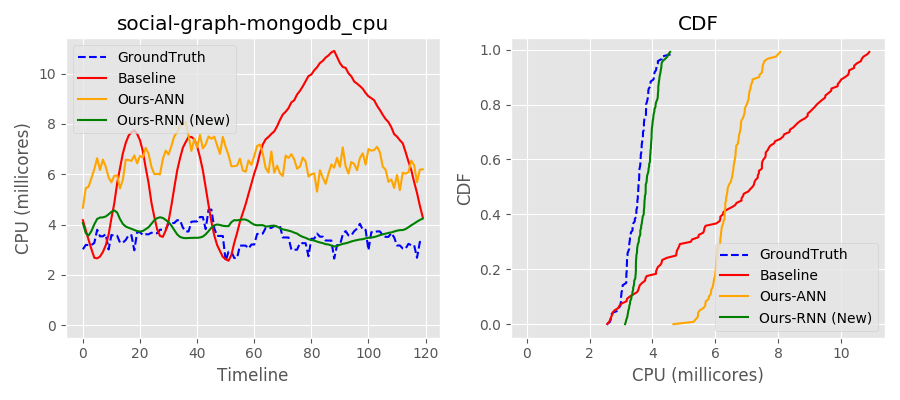 social-graph-mongodb_cpu
CPU (millicores)
10
8
6
4
2
0
GroundTruth
Baseline
Ours-ANN
Ours-RNN (New)
0
20
40
60
80
100
120
Timeline
CDF
CDF
1.0
0.8
0.6
0.4
0.2
0.0
GroundTruth
Baseline
Ours-ANN
Ours-RNN (New)
0
2
4
6
8
10
CPU (millicores)